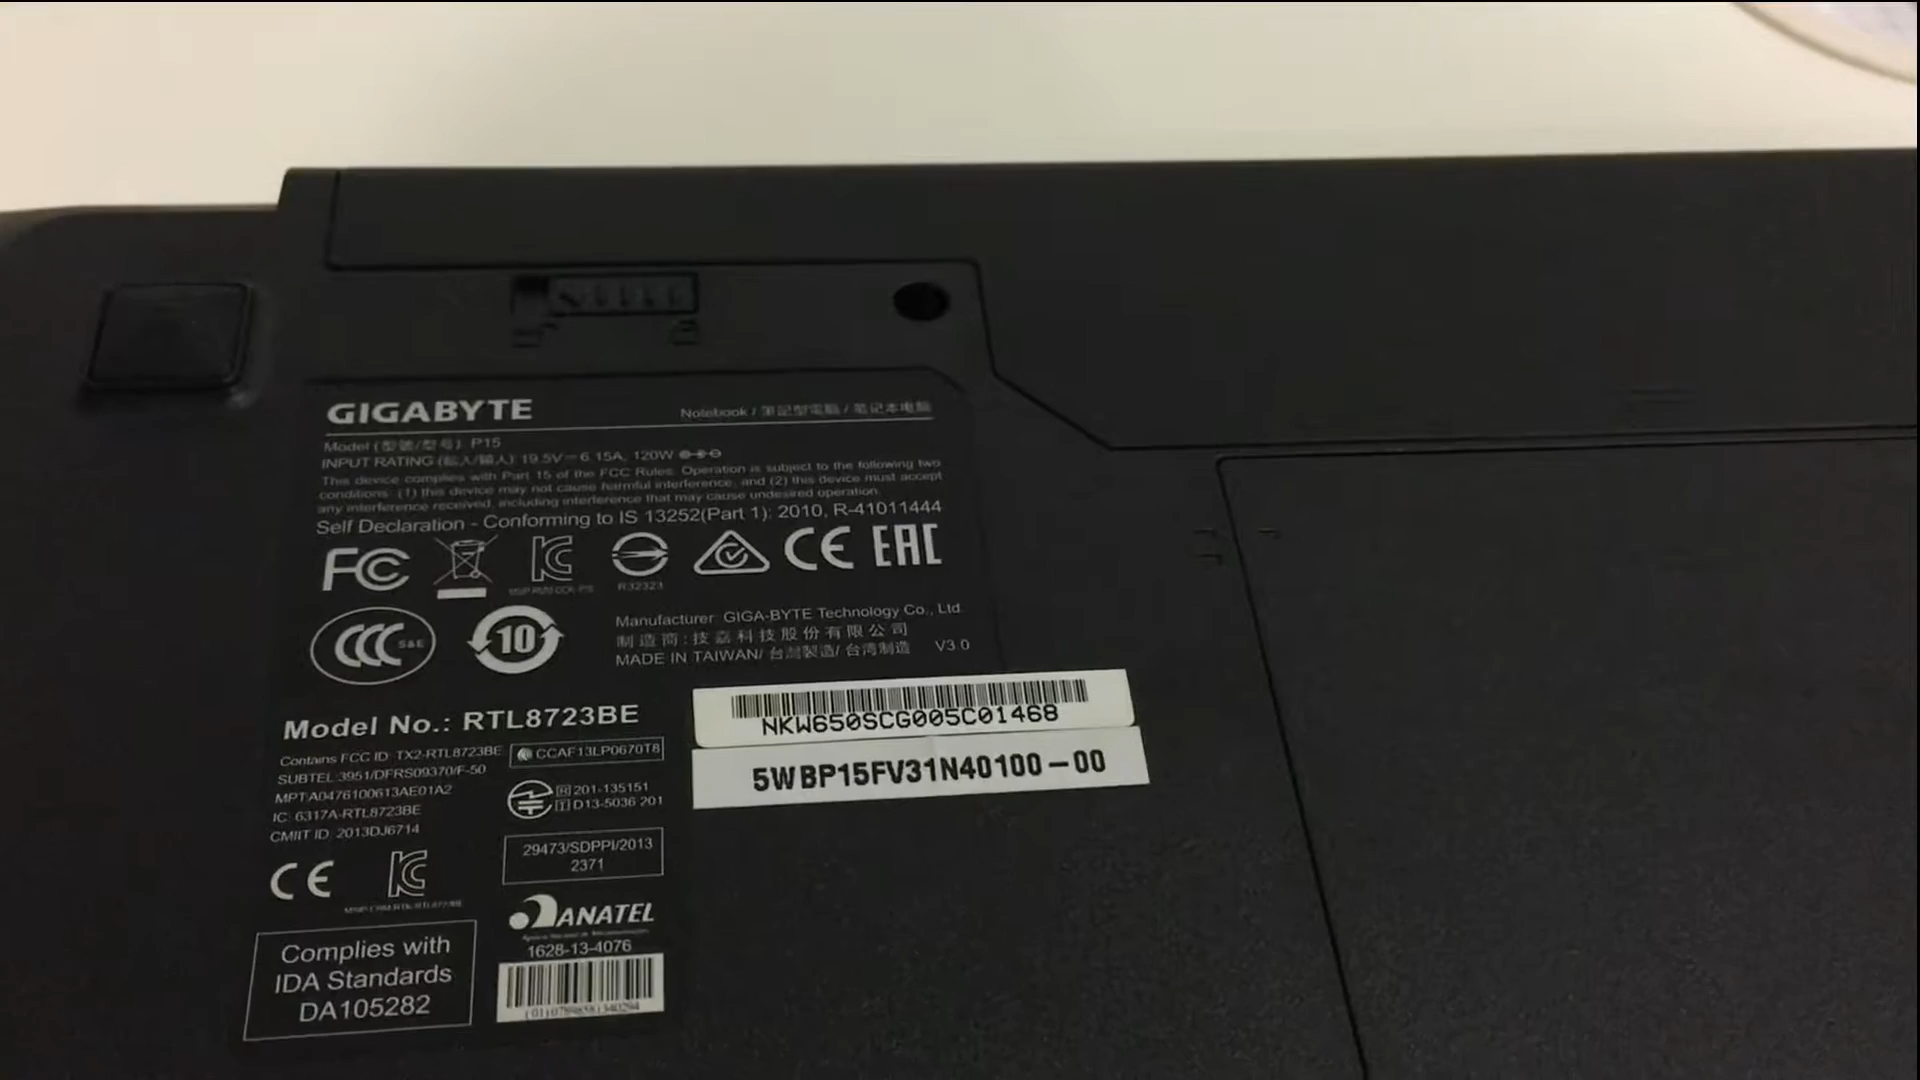 GIGABYTE
Notebook / 筆記型電腦 / 笔记本电脑
Model (型號/型号): P15
INPUT RATING (輸入/输入): 19.5V 6.15A, 120W
This device complies with Part 15 of the FCC Rules. Operation is subject to the following two
conditions: (1) this device may not cause harmful interference, and (2) this device must accept
any interference received, including interference that may cause undesired operation.
Self Declaration - Conforming to IS 13252(Part 1): 2010, R-41011444
FC
R32323
CE
EAC
CCC S&E
10
Manufacturer: GIGA-BYTE Technology Co., Ltd.
制造商:技嘉科技股份有限公司
MADE IN TAIWAN/ 台灣製造/ 台湾制造
V3.0
NKW650SCG005C01468
5WBP15FV31N40100-00
Model No.: RTL8723BE
Contains FCC ID: TX2-RTL8723BE
SUBTEL:3951/DFRS09370/F-50
MPT:A0476100613AE01A2
IC: 6317A-RTL8723BE
CMIIT ID: 2013DJ6714
CCAF13LP0670T8
R 201-135151
T D13-5036 201
29473/SDPPI/2013
2371
CE
ANATEL
1628-13-4076
Complies with
IDA Standards
DA105282